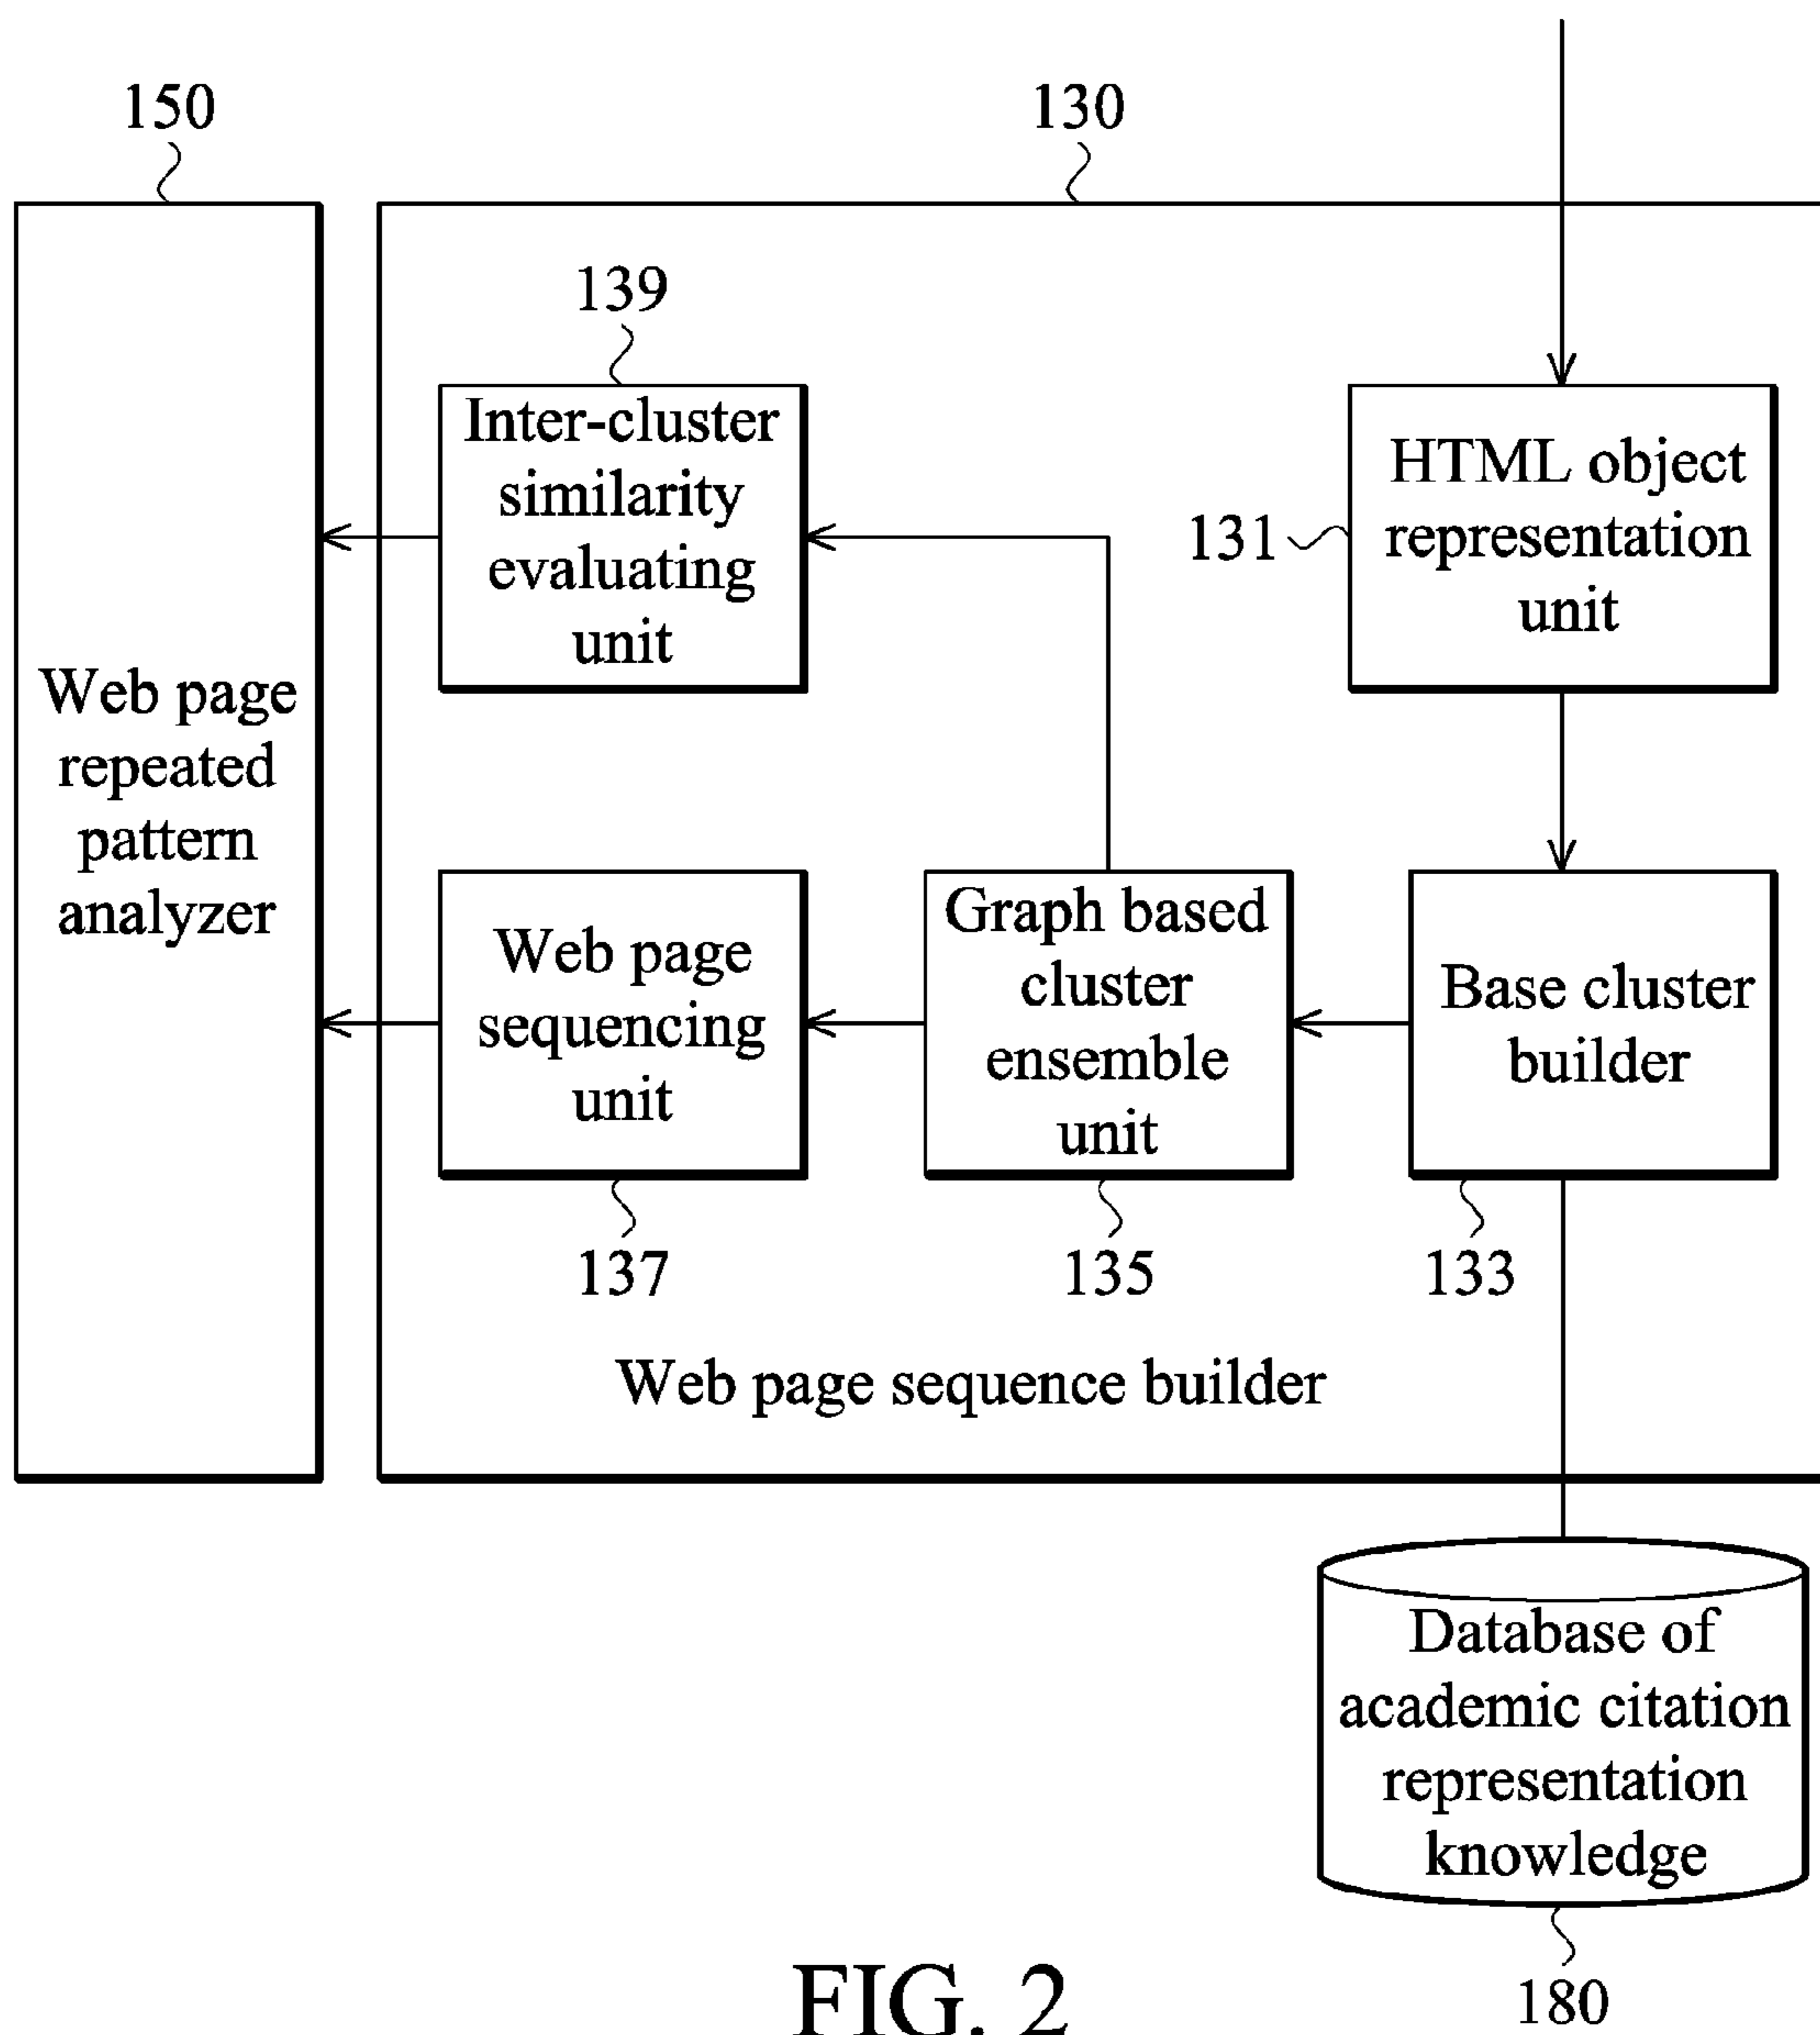 150
130
139
Inter-cluster
similarity
evaluating
unit
131
HTML object
representation
unit
Web page
repeated
pattern
analyzer
Web page
sequencing
unit
Graph based
cluster
ensemble
unit
Base cluster
builder
137
135
133
Web page sequence builder
Database of
academic citation
representation
knowledge
180
FIG. 2